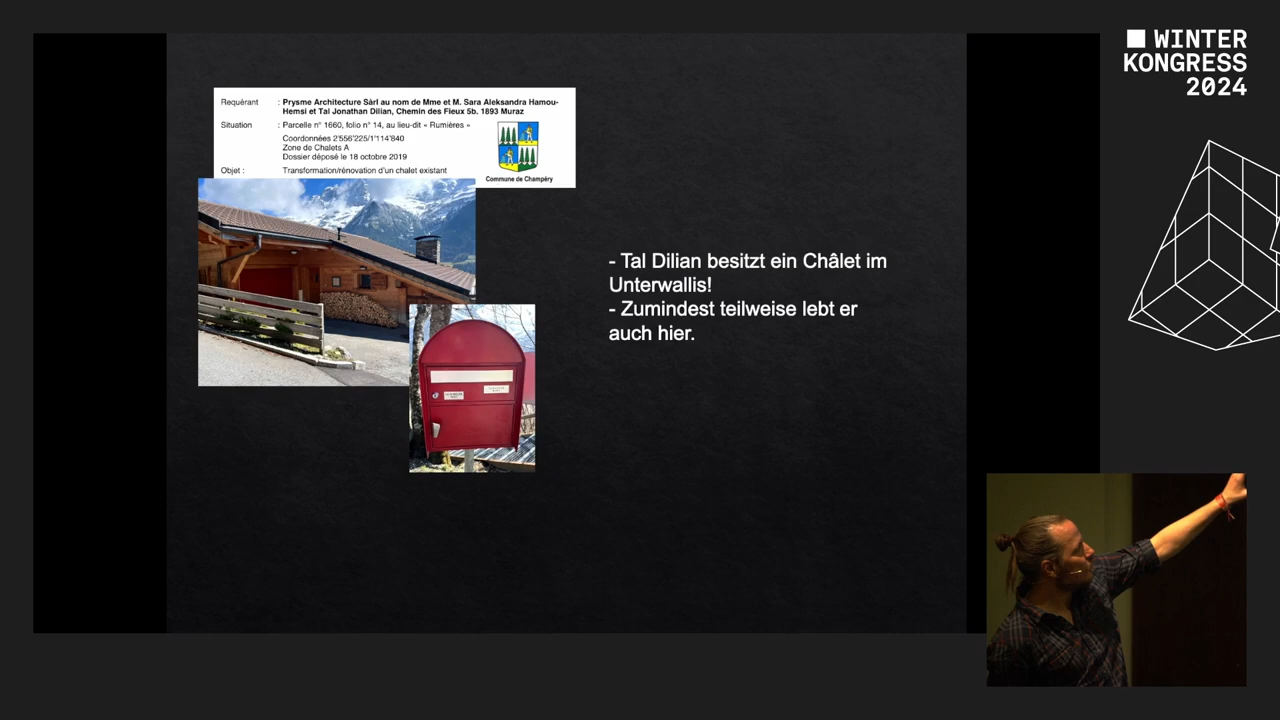 WINTER
KONGRESS
2024
Requérant : Prysme Architecture Sàrl au nom de Mme et M. Sara Aleksandra Hamou-
Hemsi et Tal Jonathan Dilian, Chemin des Fieux 5b, 1893 Muraz
Situation : Parcelle n° 1660, folio n° 14, au lieu-dit « Rumières »
Coordonnées 2'556'225/1'114'840
Zone de Chalets A
Dossier déposé le 18 octobre 2019
Objet : Transformation/rénovation d'un chalet existant
Commune de Champéry
- Tal Dilian besitzt ein Châlet im
Unterwallis!
- Zumindest teilweise lebt er
auch hier.